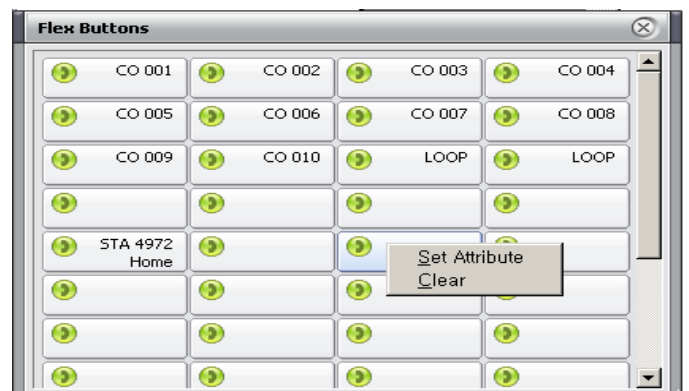 Flex Buttons
CO 001 CO 002 CO 003 CO 004
CO 005 CO 006 CO 007 CO 008
CO 009 CO 010 LOOP LOOP
STA 4972
Home
Set Attribute
Clear